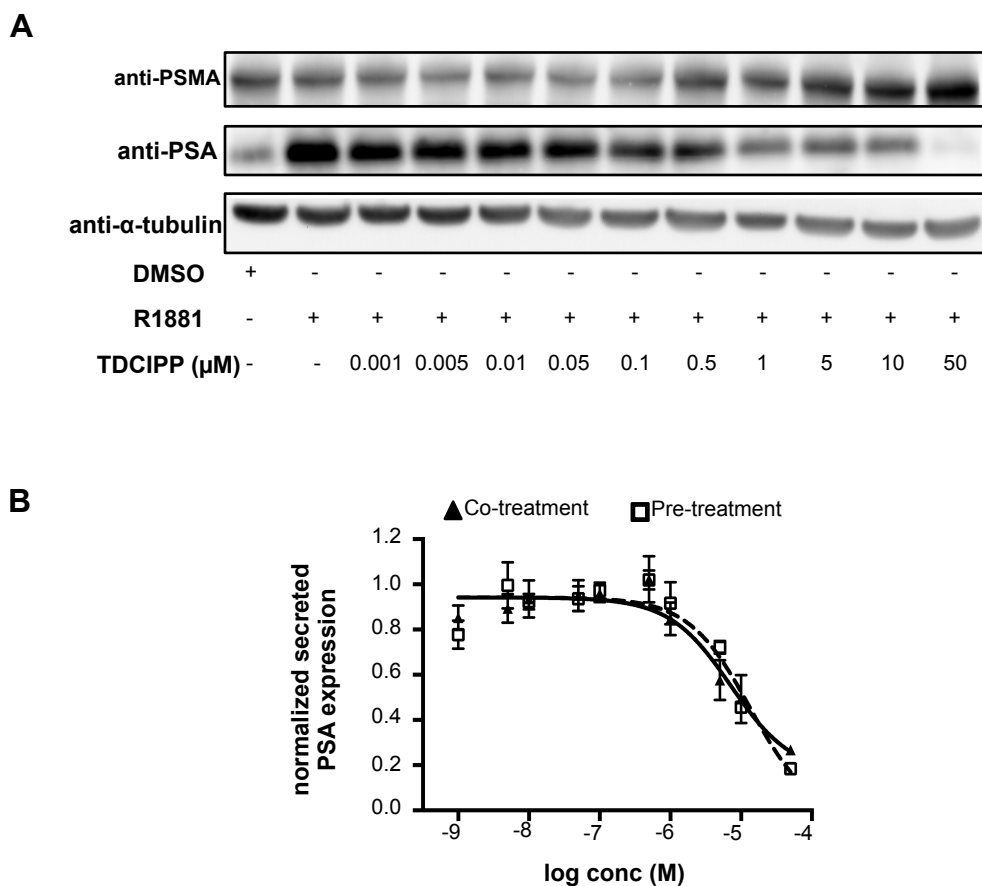 A
anti-PSMA
anti-PSA
anti-α-tubulin
DMSO + - - - - - - - - - - -
R1881 - + + + + + + + + + + +
TDCIPP (µM) - - 0.001 0.005 0.01 0.05 0.1 0.5 1 5 10 50
B
Co-treatment Pre-treatment
1.2
1.0
0.8
0.6
0.4
0.2
0.0
normalized secreted
PSA expression
-9 -8 -7 -6 -5 -4
log conc (M)